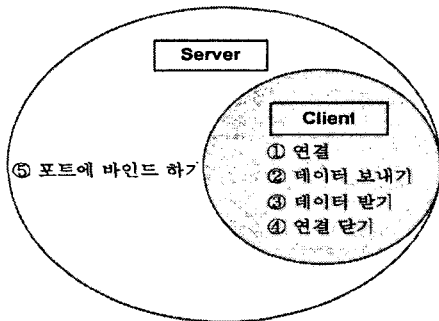 Server
Client
① 연결
⑤ 포트에 바인드 하기
② 데이터 보내기
③ 데이터 받기
④ 연결 닫기